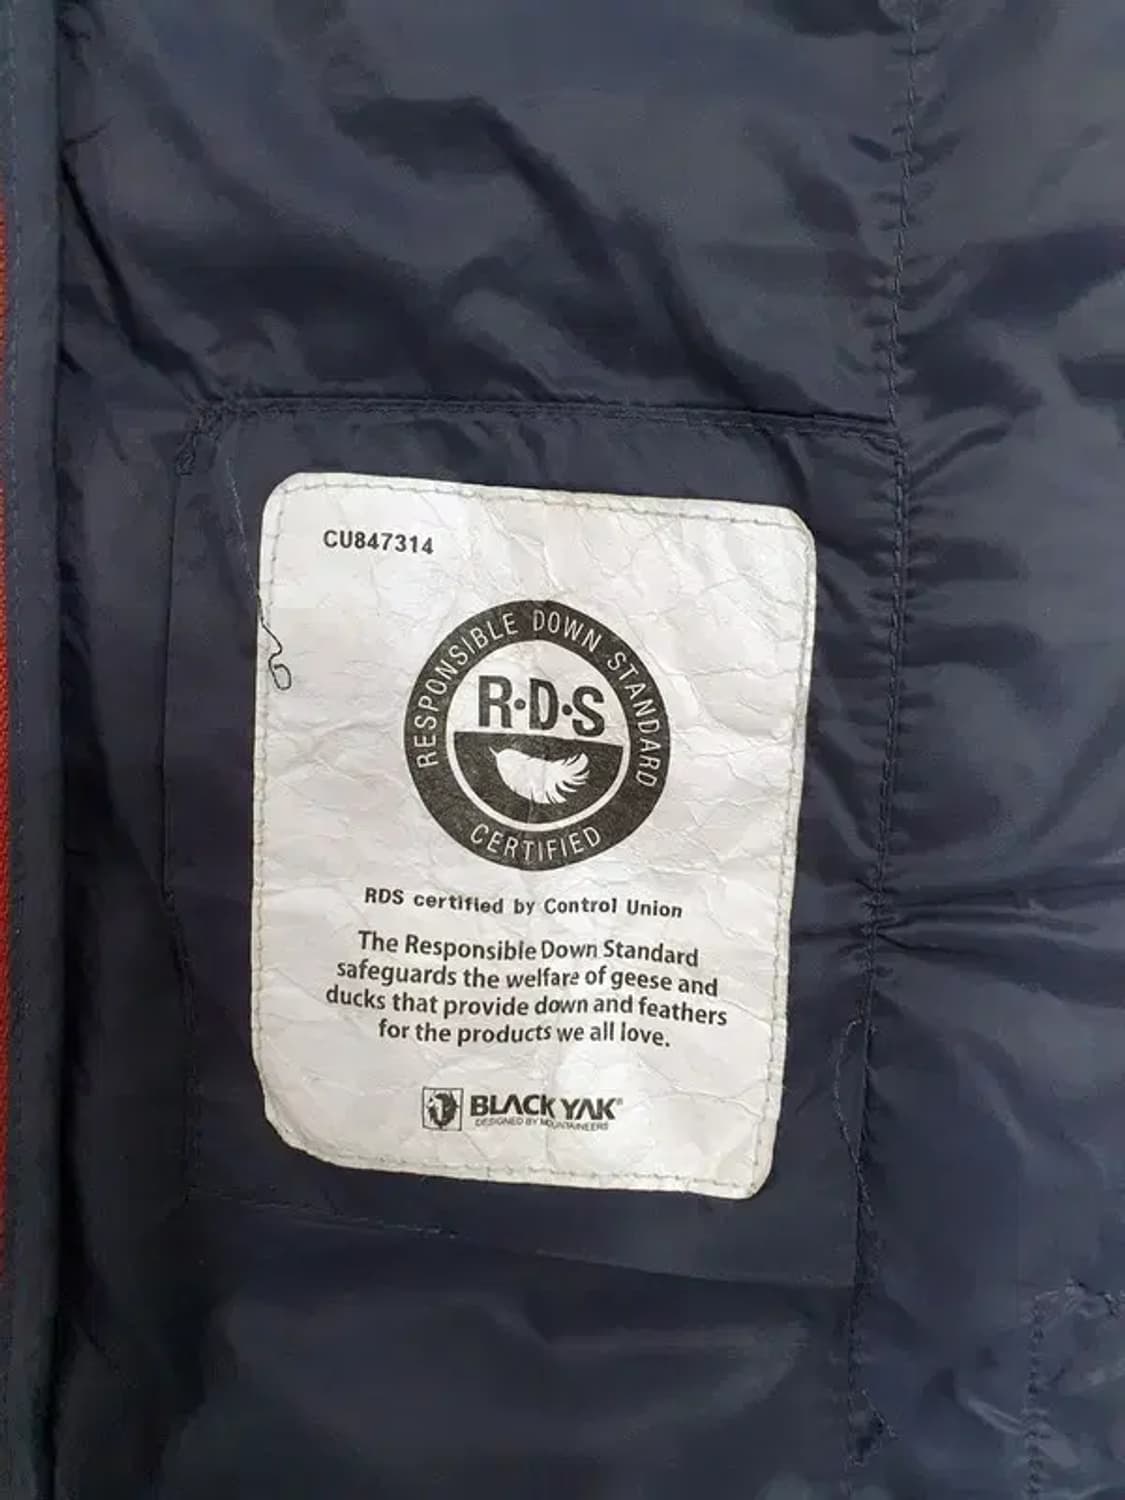 CU847314
RESPONSIBLE DOWN STANDARD
R·D·S
CERTIFIED
RDS certified by Control Union
The Responsible Down Standard
safeguards the welfare of geese and
ducks that provide down and feathers
for the products we all love.
BLACK YAK®
DESIGNED BY MOUNTAINEERS